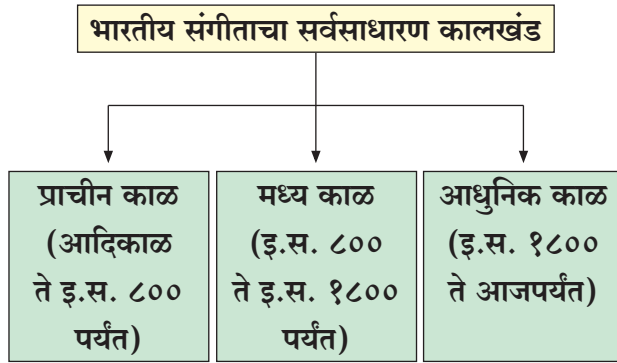 भारतीय संगीताचा सर्वसाधारण कालखंड
प्राचीन काळ
(आदिकाळ
ते इ.स. ८००
पर्यंत)
मध्य काळ
(इ.स. ८००
ते इ.स. १८००
पर्यंत)
आधुनिक काळ
(इ.स. १८००
ते आजपर्यंत)